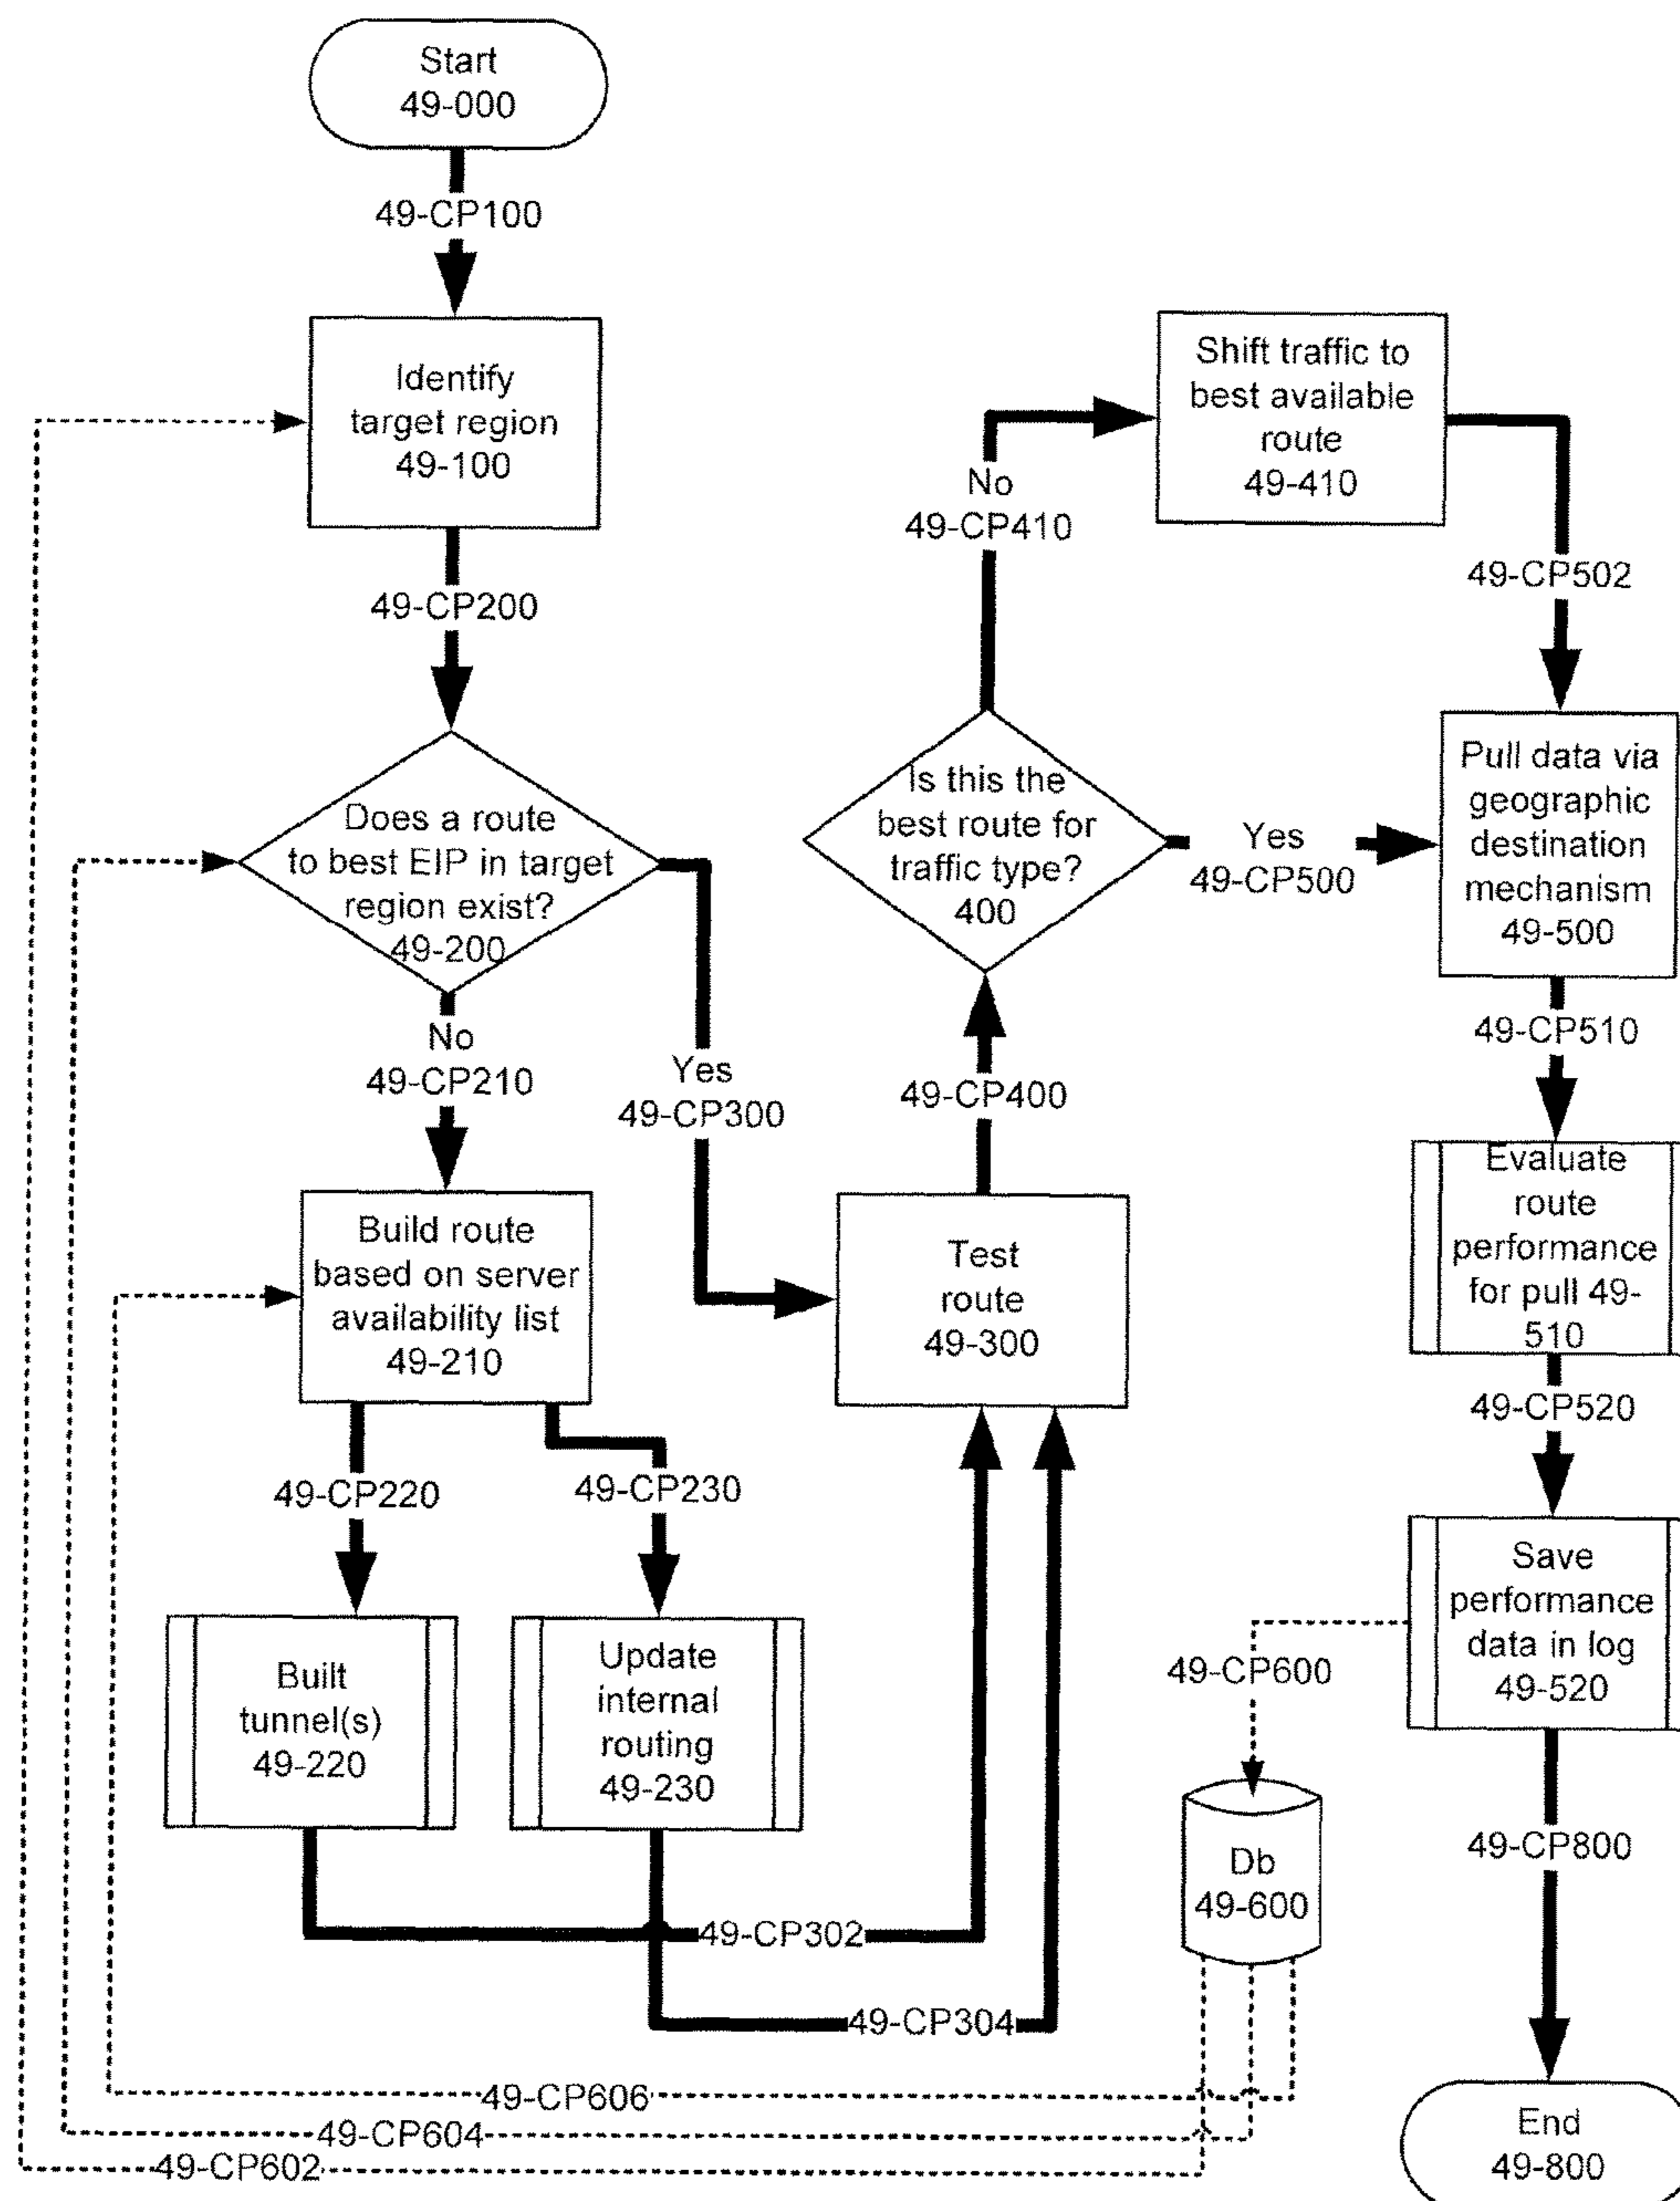 Start
49-000
49-CP100
Identify
target region
49-100
49-CP200
Does a route
to best EIP in target
region exist?
49-200
No
49-CP210
Yes
49-CP300
Build route
based on server
availability list
49-210
49-CP220
49-CP230
Built
tunnel(s)
49-220
Update
internal
routing
49-230
49-CP302
49-CP304
Test
route
49-300
49-CP400
Is this the
best route for
traffic type?
400
No
49-CP410
Yes
49-CP500
Shift traffic to
best available
route
49-410
49-CP502
Pull data via
geographic
destination
mechanism
49-500
49-CP510
Evaluate
route
performance
for pull 49-
510
49-CP520
Save
performance
data in log
49-520
49-CP600
Db
49-600
49-CP800
49-CP606
49-CP604
49-CP602
End
49-800